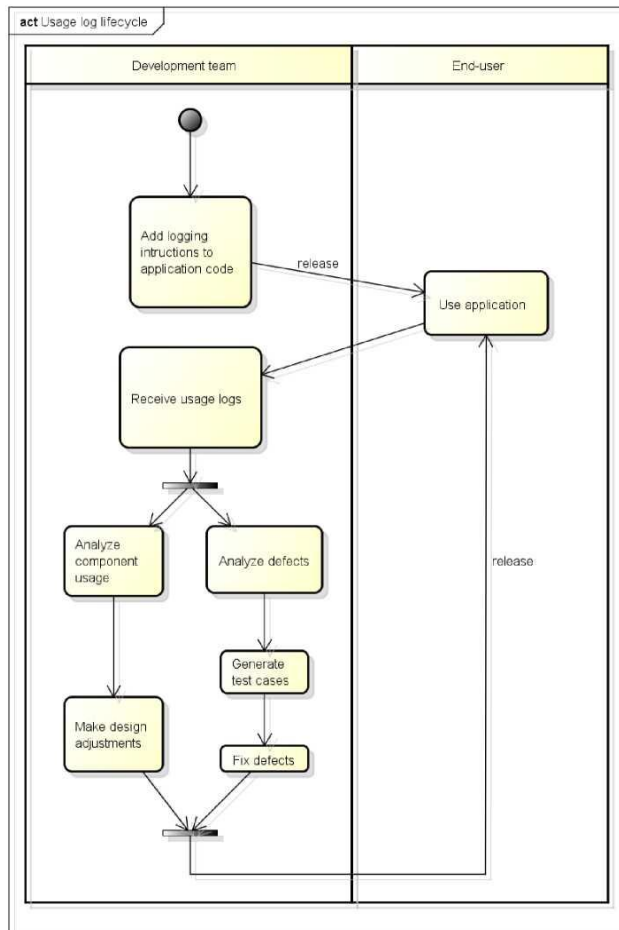 act Usage log lifecycle
Development team
End-user
Add logging
intructions to
application code
release
Use application
Receive usage logs
Analyze
component
usage
Analyze defects
release
Generate
test cases
Make design
adjustments
Fix defects